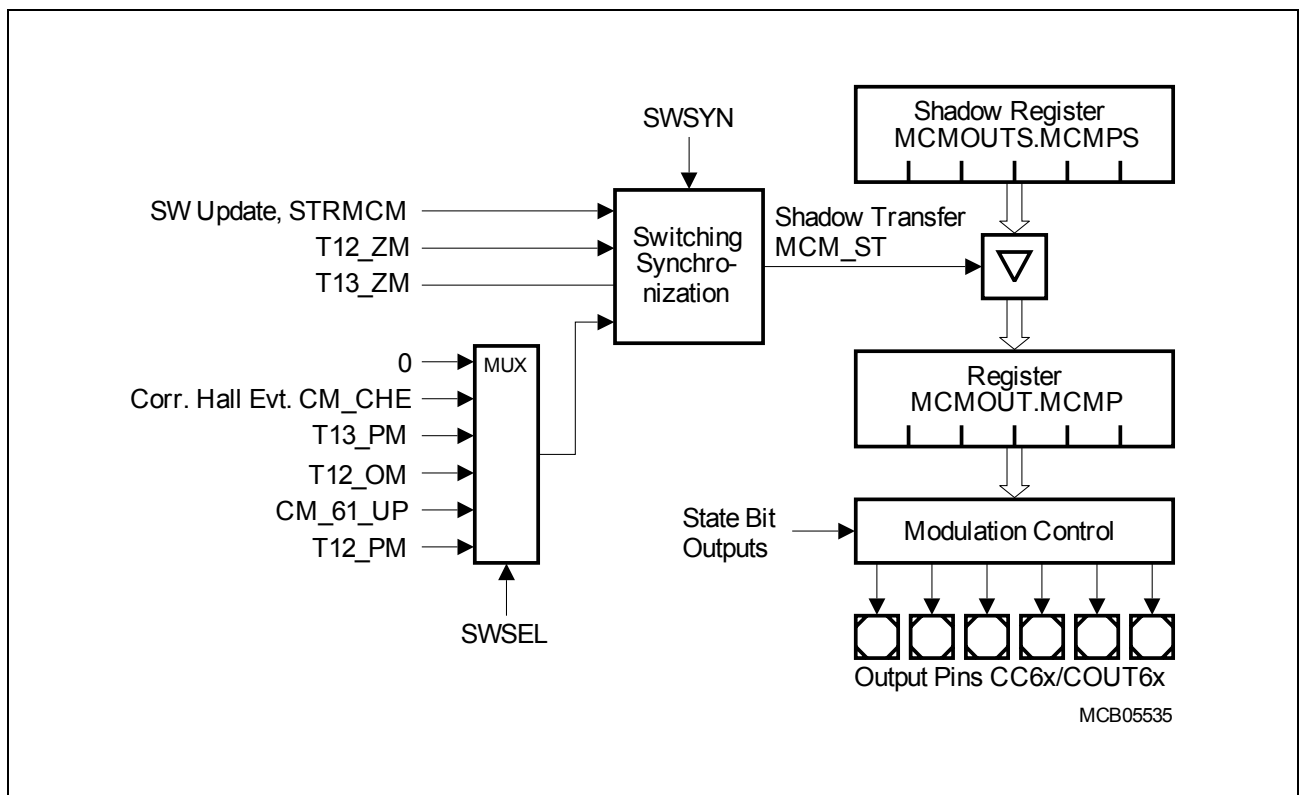 Shadow Register
MCMOUTS.MCMPS
SWSYN
SW Update, STRMCM
T12_ZM
T13_ZM
Switching
Synchro-
nization
Shadow Transfer
MCM_ST
0
Corr. Hall Evt. CM_CHE
T13_PM
T12_OM
CM_61_UP
T12_PM
MUX
SWSEL
Register
MCMOUT.MCMP
State Bit
Outputs
Modulation Control
Output Pins CC6x/COUT6x
MCB05535